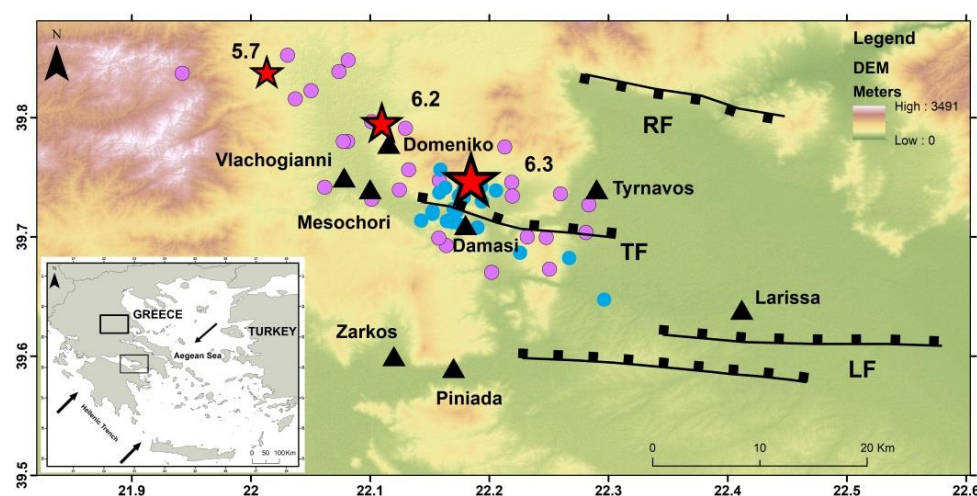 N
5.7
6.2
6.3
Domeniko
Vlachogianni
Mesochori
Damasi
Tyrnavos
RF
TF
Larissa
LF
Zarkos
Piniada
Legend
DEM
Meters
High : 3491
Low : 0
39.8
39.7
39.6
39.5
N
GREECE
TURKEY
Aegean Sea
Hellenic Trench
0 50 100Km
0 10 20 Km
21.9 22 22.1 22.2 22.3 22.4 22.5 22.6